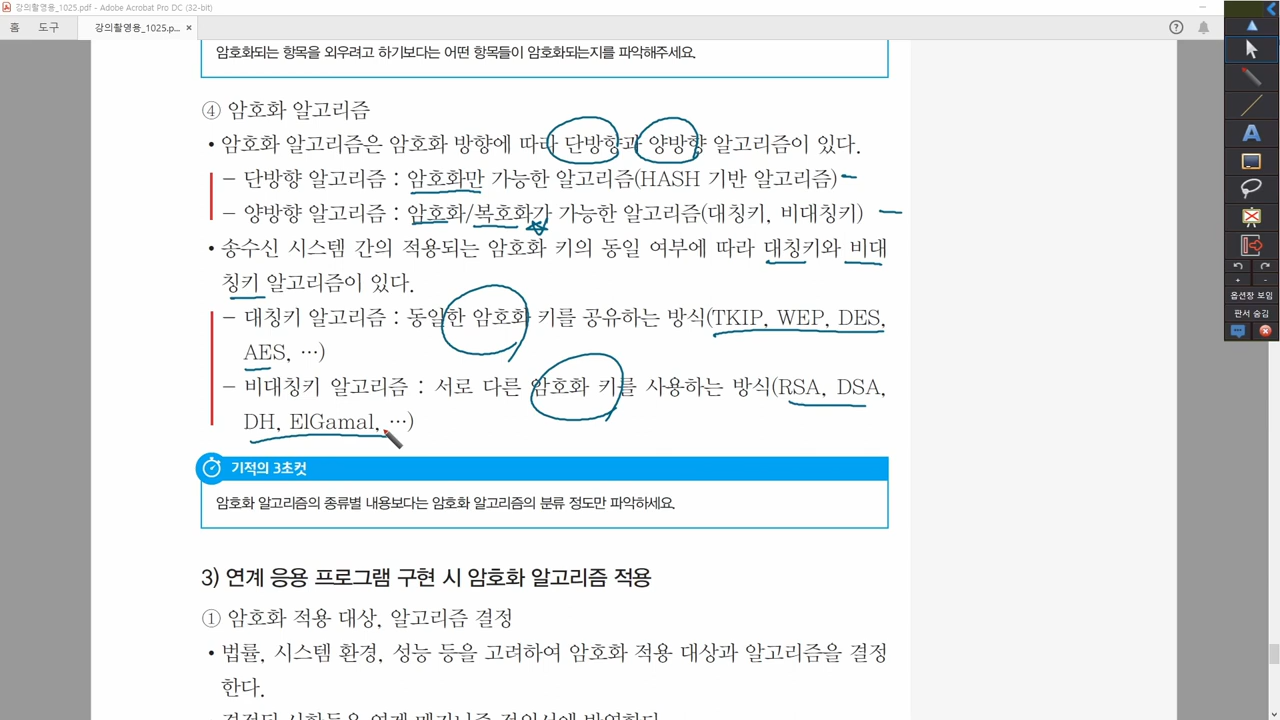 강의촬영용_1025.pdf - Adobe Acrobat Pro DC (32-bit)
홈 도구 강의촬영용_1025.p... ×
암호화되는 항목을 외우려고 하기보다는 어떤 항목들이 암호화되는지를 파악해주세요.
④ 암호화 알고리즘
• 암호화 알고리즘은 암호화 방향에 따라 단방향과 양방향 알고리즘이 있다.
– 단방향 알고리즘 : 암호화만 가능한 알고리즘(HASH 기반 알고리즘)
– 양방향 알고리즘 : 암호화/복호화가 가능한 알고리즘(대칭키, 비대칭키)
• 송수신 시스템 간의 적용되는 암호화 키의 동일 여부에 따라 대칭키와 비대
칭키 알고리즘이 있다.
– 대칭키 알고리즘 : 동일한 암호화 키를 공유하는 방식(TKIP, WEP, DES,
AES, …)
– 비대칭키 알고리즘 : 서로 다른 암호화 키를 사용하는 방식(RSA, DSA,
DH, ElGamal, …)
기적의 3초컷
암호화 알고리즘의 종류별 내용보다는 암호화 알고리즘의 분류 정도만 파악하세요.
3) 연계 응용 프로그램 구현 시 암호화 알고리즘 적용
① 암호화 적용 대상, 알고리즘 결정
• 법률, 시스템 환경, 성능 등을 고려하여 암호화 적용 대상과 알고리즘을 결정
한다.
옵션장 보임
판서 숨김